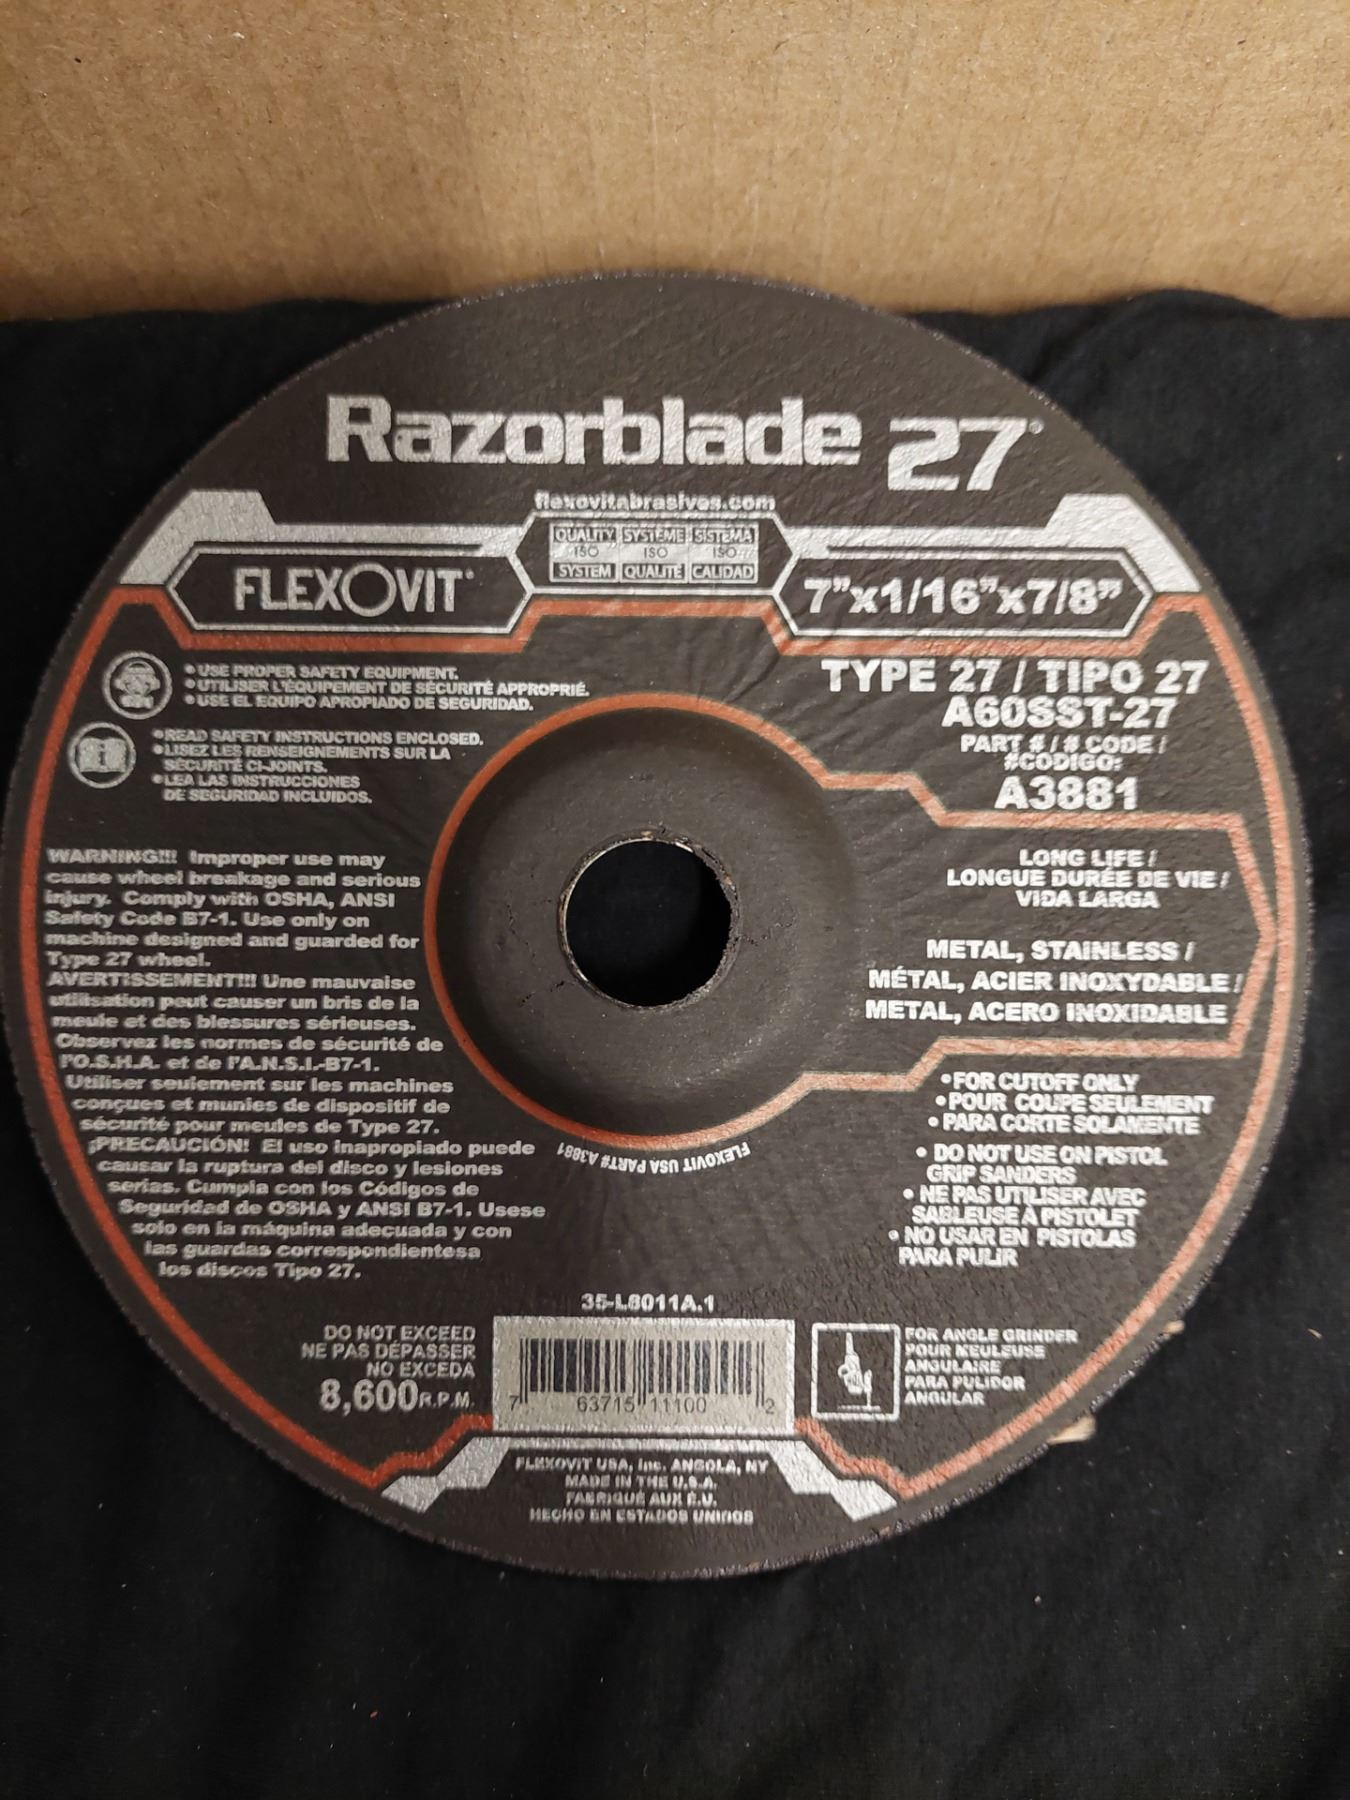 Razorblade 27®
flexovitabrasives.com
QUALITY ISO SYSTEM
SYSTÈME ISO QUALITÉ
SISTEMA ISO CALIDAD
FLEXOVIT®
7"x1/16"x7/8"
TYPE 27 / TIPO 27
A60SST-27
PART # / # CODE /
#CODIGO:
A3881
• USE PROPER SAFETY EQUIPMENT.
• UTILISER L'ÉQUIPEMENT DE SÉCURITÉ APPROPRIÉ.
• USE EL EQUIPO APROPIADO DE SEGURIDAD.
• READ SAFETY INSTRUCTIONS ENCLOSED.
• LISEZ LES RENSEIGNEMENTS SUR LA
SÉCURITÉ CI-JOINTS.
• LEA LAS INSTRUCCIONES
DE SEGURIDAD INCLUIDOS.
LONG LIFE /
LONGUE DURÉE DE VIE /
VIDA LARGA
METAL, STAINLESS /
MÉTAL, ACIER INOXYDABLE /
METAL, ACERO INOXIDABLE
WARNING!!! Improper use may
cause wheel breakage and serious
injury. Comply with OSHA, ANSI
Safety Code B7-1. Use only on
machine designed and guarded for
Type 27 wheel.
AVERTISSEMENT!!! Une mauvaise
utilisation peut causer un bris de la
meule et des blessures sérieuses.
Observez les normes de sécurité de
l'O.S.H.A. et de l'A.N.S.I.-B7-1.
Utiliser seulement sur les machines
conçues et munies de dispositif de
sécurité pour meules de Type 27.
¡PRECAUCIÓN! El uso inapropiado puede
causar la ruptura del disco y lesiones
serias. Cumpla con los Códigos de
Seguridad de OSHA y ANSI B7-1. Usese
solo en la máquina adecuada y con
las guardas correspondientesa
los discos Tipo 27.
FLEXOVIT USA PART# A3881
• FOR CUTOFF ONLY
• POUR COUPE SEULEMENT
• PARA CORTE SOLAMENTE
• DO NOT USE ON PISTOL
GRIP SANDERS
• NE PAS UTILISER AVEC
SABLEUSE À PISTOLET
• NO USAR EN PISTOLAS
PARA PULIR
35-L8011A.1
DO NOT EXCEED
NE PAS DÉPASSER
NO EXCEDA
8,600 R.P.M.
7 63715 11100 2
FOR ANGLE GRINDER
POUR MEULEUSE
ANGULAIRE
PARA PULIDOR
ANGULAR
FLEXOVIT USA, Inc. ANGOLA, NY
MADE IN THE U.S.A.
FABRIQUÉ AUX É.U.
HECHO EN ESTADOS UNIDOS